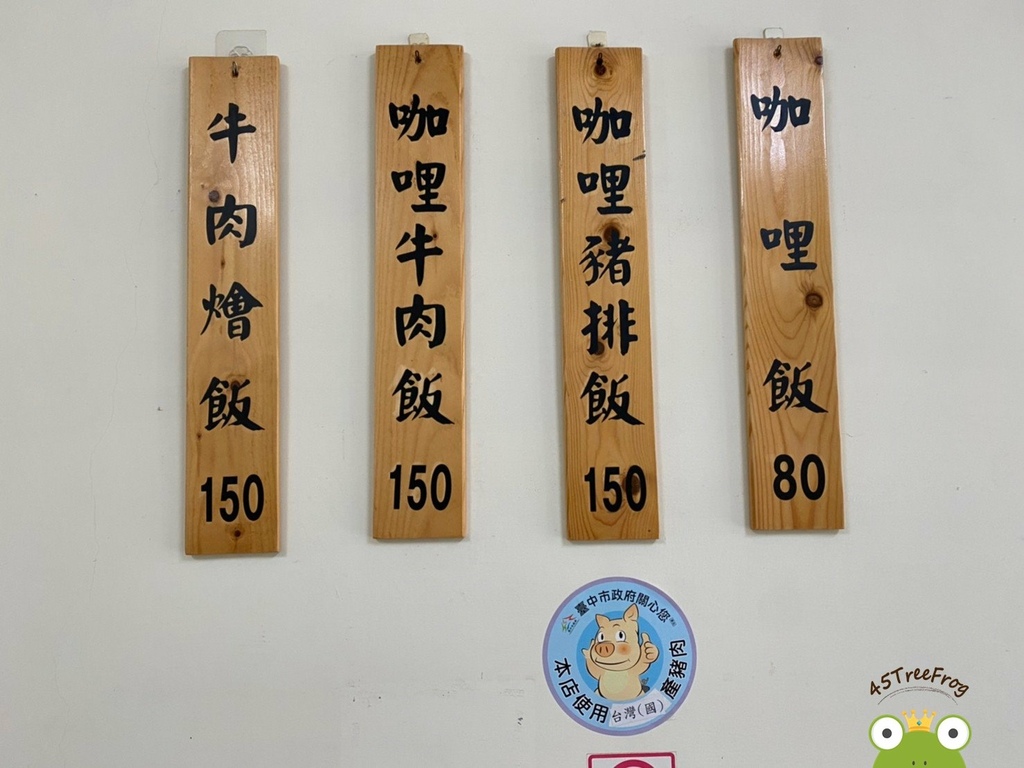 咖哩飯 80
咖哩豬排飯 150
咖哩牛肉飯 150
牛肉燴飯 150
臺中市政府關心您
本店使用台灣(國)產豬肉
45TreeFrog